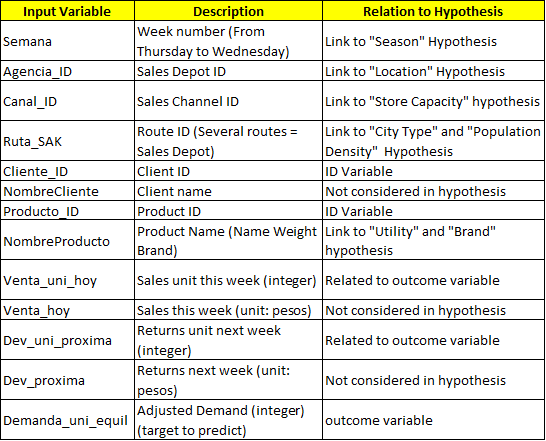 Input Variable Description Relation to Hypothesis
Semana Week number (From Thursday to Wednesday) Link to "Season" Hypothesis
Agencia_ID Sales Depot ID Link to "Location" Hypothesis
Canal_ID Sales Channel ID Link to "Store Capacity" hypothesis
Ruta_SAK Route ID (Several routes = Sales Depot) Link to "City Type" and "Population Density" Hypothesis
Cliente_ID Client ID ID Variable
NombreCliente Client name Not considered in hypothesis
Producto_ID Product ID ID Variable
NombreProducto Product Name (Name Weight Brand) Link to "Utility" and "Brand" hypothesis
Venta_uni_hoy Sales unit this week (integer) Related to outcome variable
Venta_hoy Sales this week (unit: pesos) Not considered in hypothesis
Dev_uni_proxima Returns unit next week (integer) Related to outcome variable
Dev_proxima Returns next week (unit: pesos) Not considered in hypothesis
Demanda_uni_equil Adjusted Demand (integer) (target to predict) outcome variable